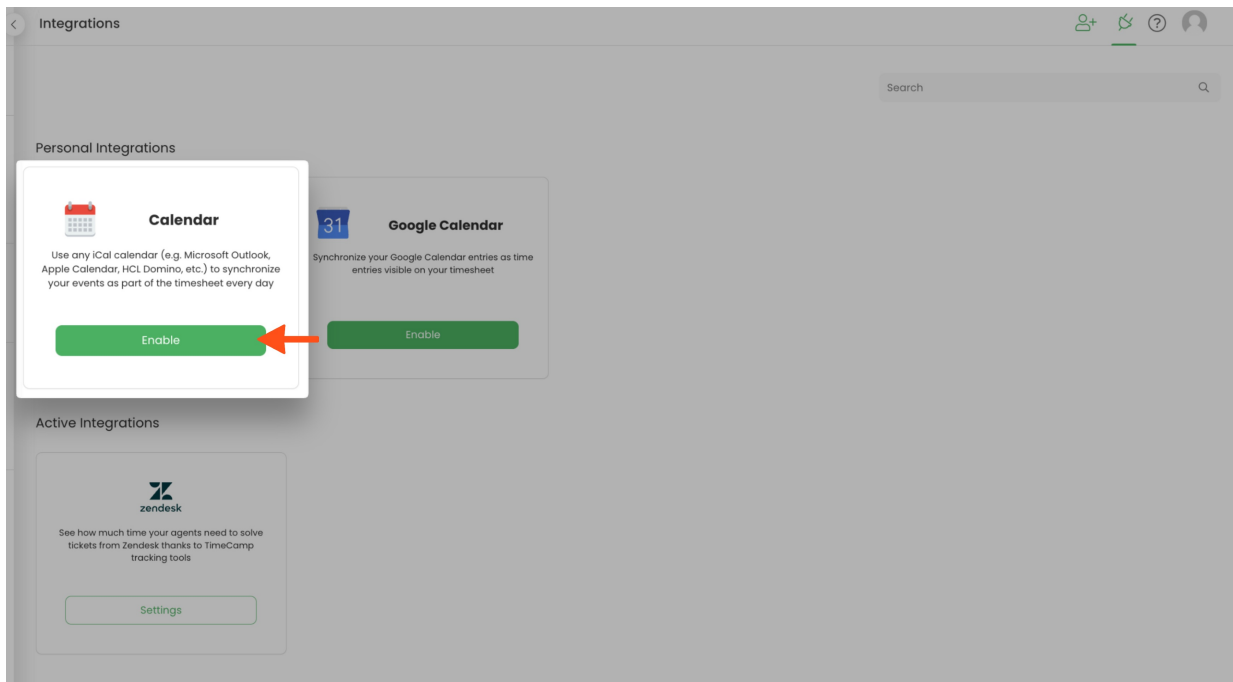 Integrations
Search
Personal Integrations
Calendar
Use any iCal calendar (e.g. Microsoft Outlook,
Apple Calendar, HCL Domino, etc.) to synchronize
your events as part of the timesheet every day
Enable
31
Google Calendar
Synchronize your Google Calendar entries as time
entries visible on your timesheet
Enable
Active Integrations
zendesk
See how much time your agents need to solve
tickets from Zendesk thanks to TimeCamp
tracking tools
Settings